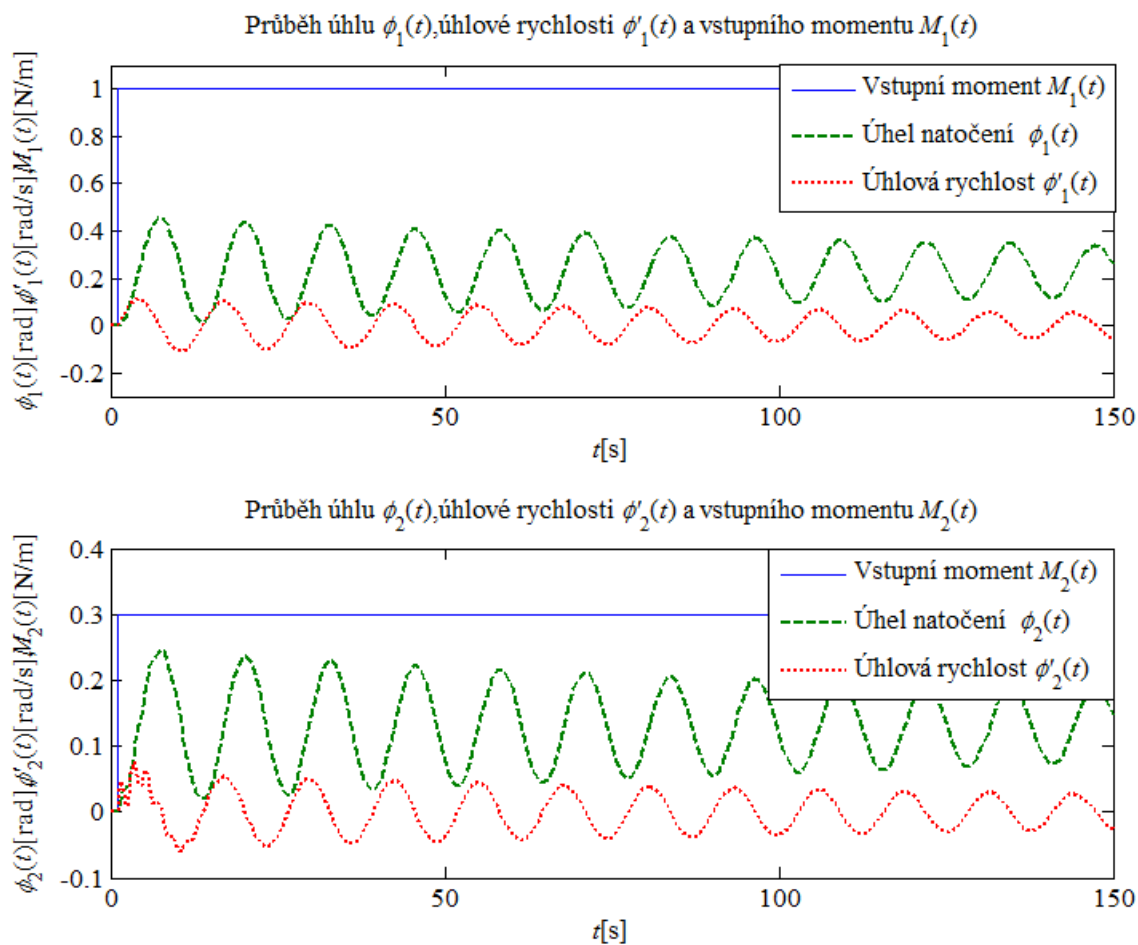 Průběh úhlu ϕ₁(t),úhlové rychlosti ϕ'₁(t) a vstupního momentu M₁(t)
ϕ₁(t)[rad],ϕ'₁(t)[rad/s],M₁(t)[N/m]
1
0.8
0.6
0.4
0.2
0
-0.2
Vstupní moment M₁(t)
Úhel natočení ϕ₁(t)
Úhlová rychlost ϕ'₁(t)
0 50 100 150
t[s]
Průběh úhlu ϕ₂(t),úhlové rychlosti ϕ'₂(t) a vstupního momentu M₂(t)
ϕ₂(t)[rad],ϕ'₂(t)[rad/s],M₂(t)[N/m]
0.4
0.3
0.2
0.1
0
-0.1
Vstupní moment M₂(t)
Úhel natočení ϕ₂(t)
Úhlová rychlost ϕ'₂(t)
0 50 100 150
t[s]